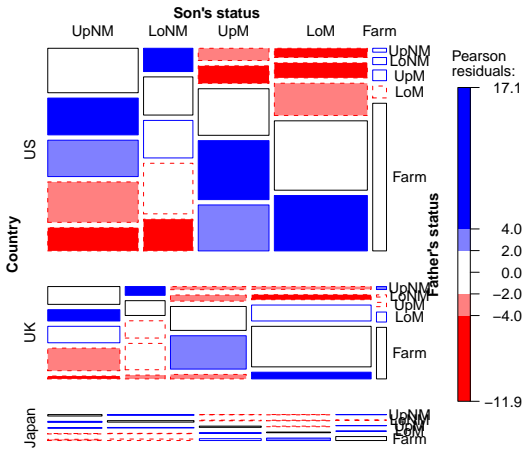 Son's status
UpNM LoNM UpM LoM Farm
Country
US
UpNM
LoNM
UpM
LoM
Farm
UK
UpNM
LoNM
UpM
LoM
Farm
Japan
UpNM
LoNM
UpM
LoM
Farm
Father's status
Pearson
residuals:
17.1
4.0
2.0
0.0
−2.0
−4.0
−11.9